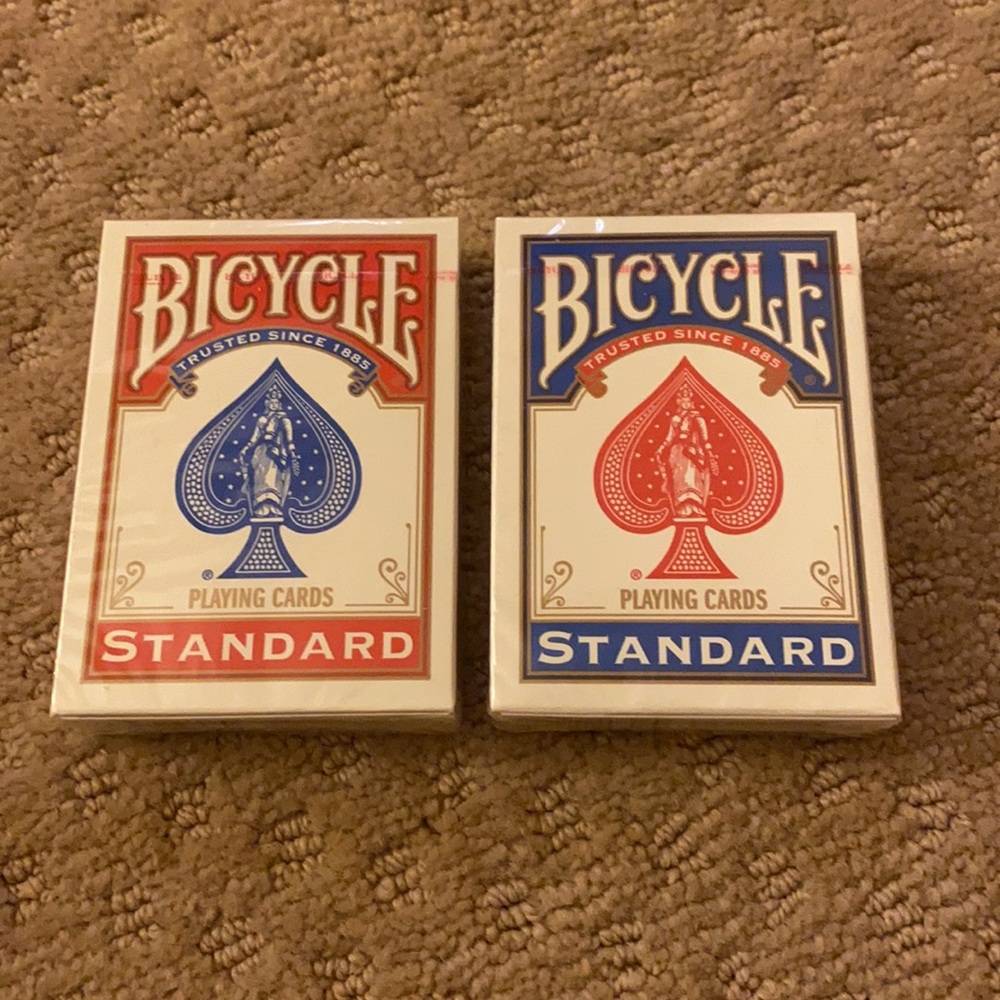 BICYCLE
TRUSTED SINCE 1885
®
PLAYING CARDS
STANDARD
BICYCLE
®
TRUSTED SINCE 1885
®
PLAYING CARDS
STANDARD